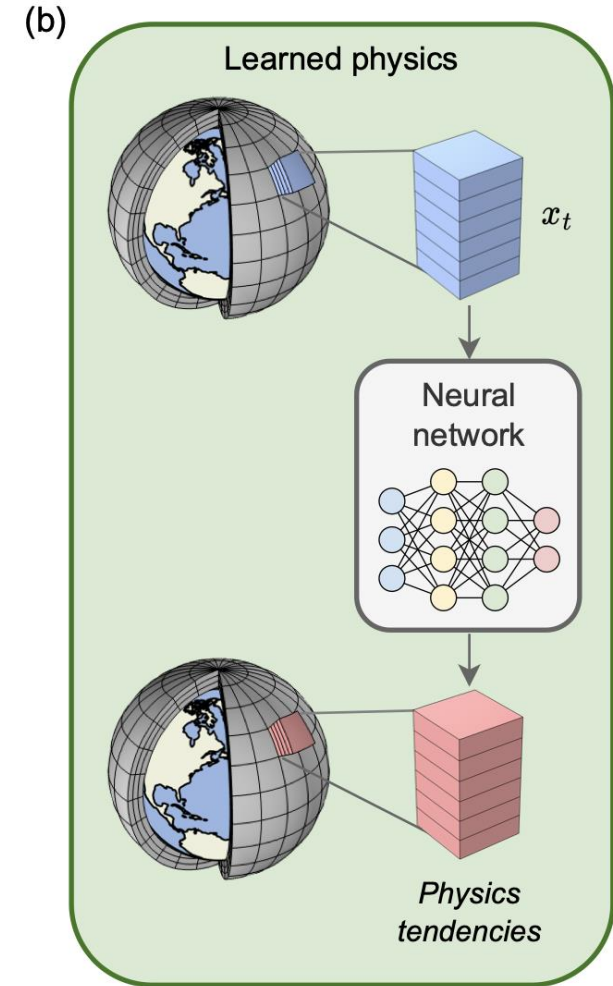 (b)
Learned physics
x_t
Neural
network
Physics
tendencies